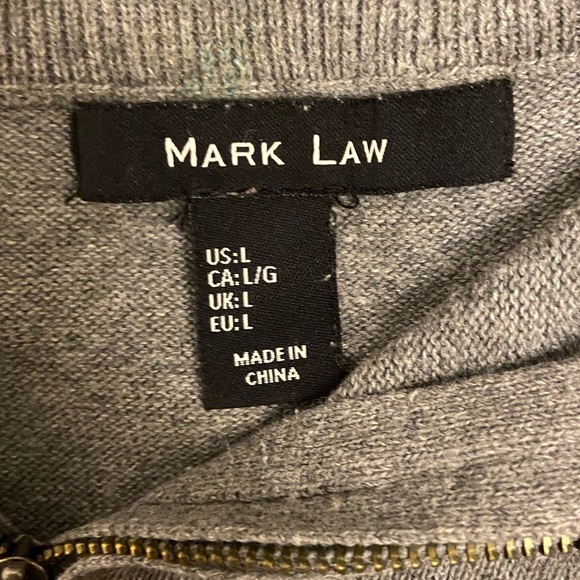 MARK LAW
US:L
CA:L/G
UK:L
EU:L
MADE IN
CHINA